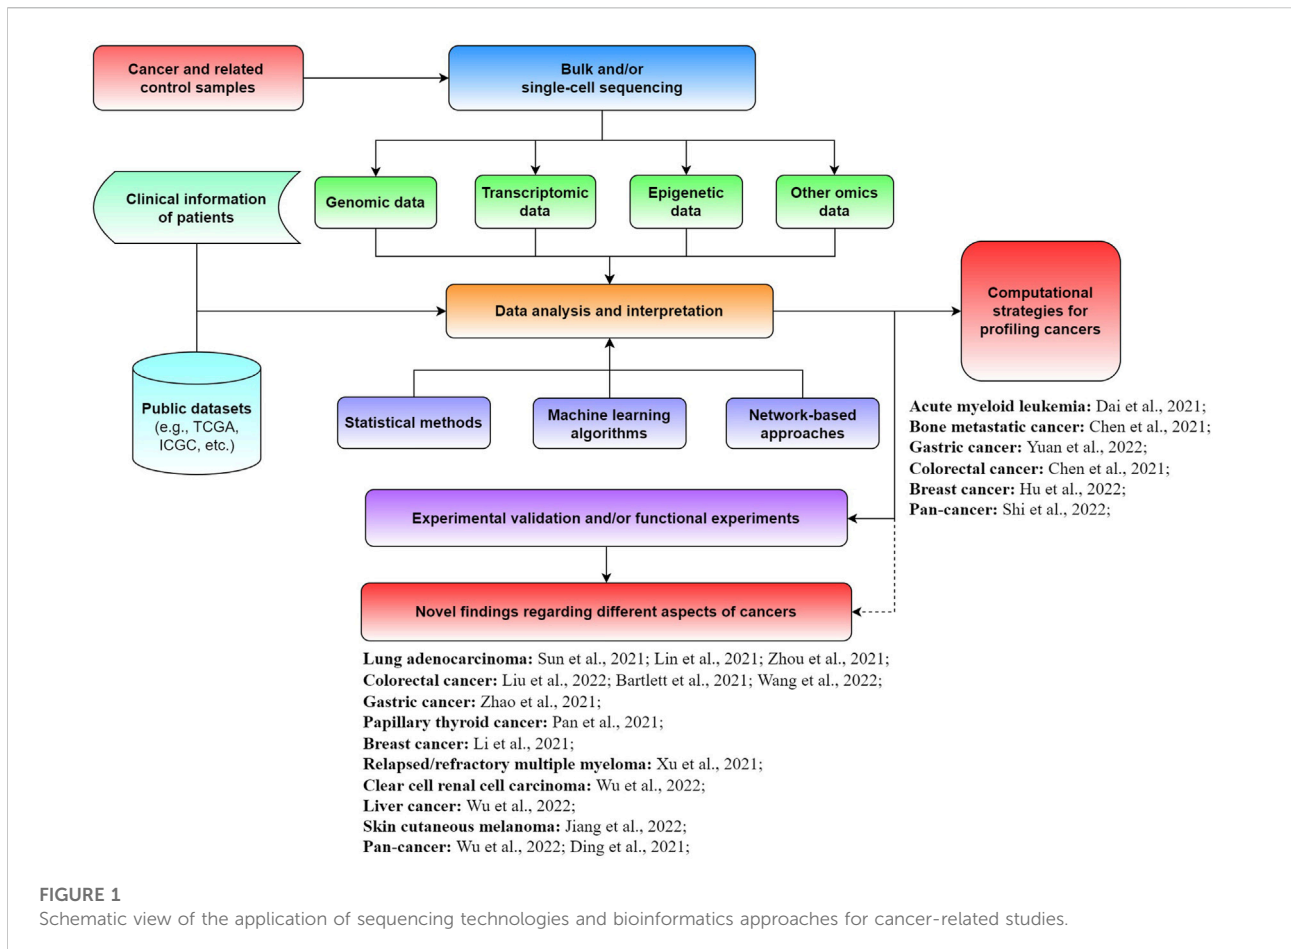 Cancer and related
control samples
Bulk and/or
single-cell sequencing
Clinical information
of patients
Genomic data
Transcriptomic
data
Epigenetic
data
Other omics
data
Data analysis and interpretation
Computational
strategies for
profiling cancers
Public datasets
(e.g., TCGA,
ICGC, etc.)
Statistical methods
Machine learning
algorithms
Network-based
approaches
Acute myeloid leukemia: Dai et al., 2021;
Bone metastatic cancer: Chen et al., 2021;
Gastric cancer: Yuan et al., 2022;
Colorectal cancer: Chen et al., 2021;
Breast cancer: Hu et al., 2022;
Pan-cancer: Shi et al., 2022;
Experimental validation and/or functional experiments
Novel findings regarding different aspects of cancers
Lung adenocarcinoma: Sun et al., 2021; Lin et al., 2021; Zhou et al., 2021;
Colorectal cancer: Liu et al., 2022; Bartlett et al., 2021; Wang et al., 2022;
Gastric cancer: Zhao et al., 2021;
Papillary thyroid cancer: Pan et al., 2021;
Breast cancer: Li et al., 2021;
Relapsed/refractory multiple myeloma: Xu et al., 2021;
Clear cell renal cell carcinoma: Wu et al., 2022;
Liver cancer: Wu et al., 2022;
Skin cutaneous melanoma: Jiang et al., 2022;
Pan-cancer: Wu et al., 2022; Ding et al., 2021;
FIGURE 1
Schematic view of the application of sequencing technologies and bioinformatics approaches for cancer-related studies.